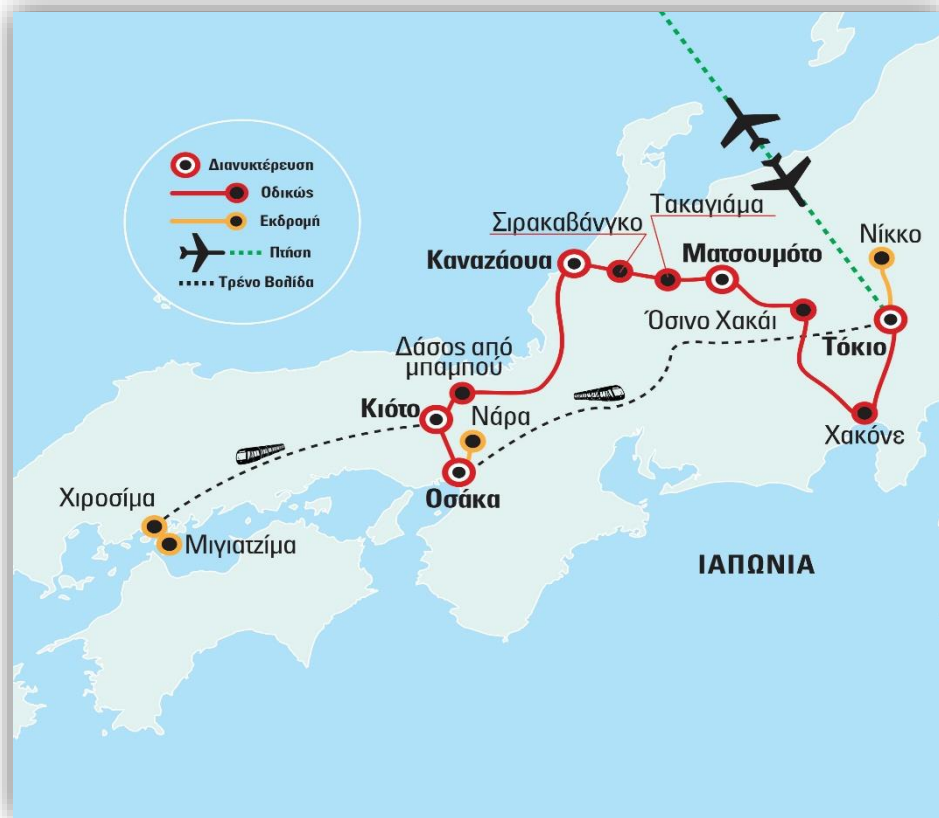 Διανυκτέρευση
Οδικώς
Εκδρομή
Πτήση
Τρένο Βολίδα
Σιρακαβάνγκο
Τακαγιάμα
Νίκκο
Καναζάουα
Ματσουμότο
Όσινο Χακάι
Τόκιο
Δάσος από
μπαμπού
Κιότο
Νάρα
Χακόνε
Οσάκα
Χιροσίμα
Μιγιατζίμα
ΙΑΠΩΝΙΑ